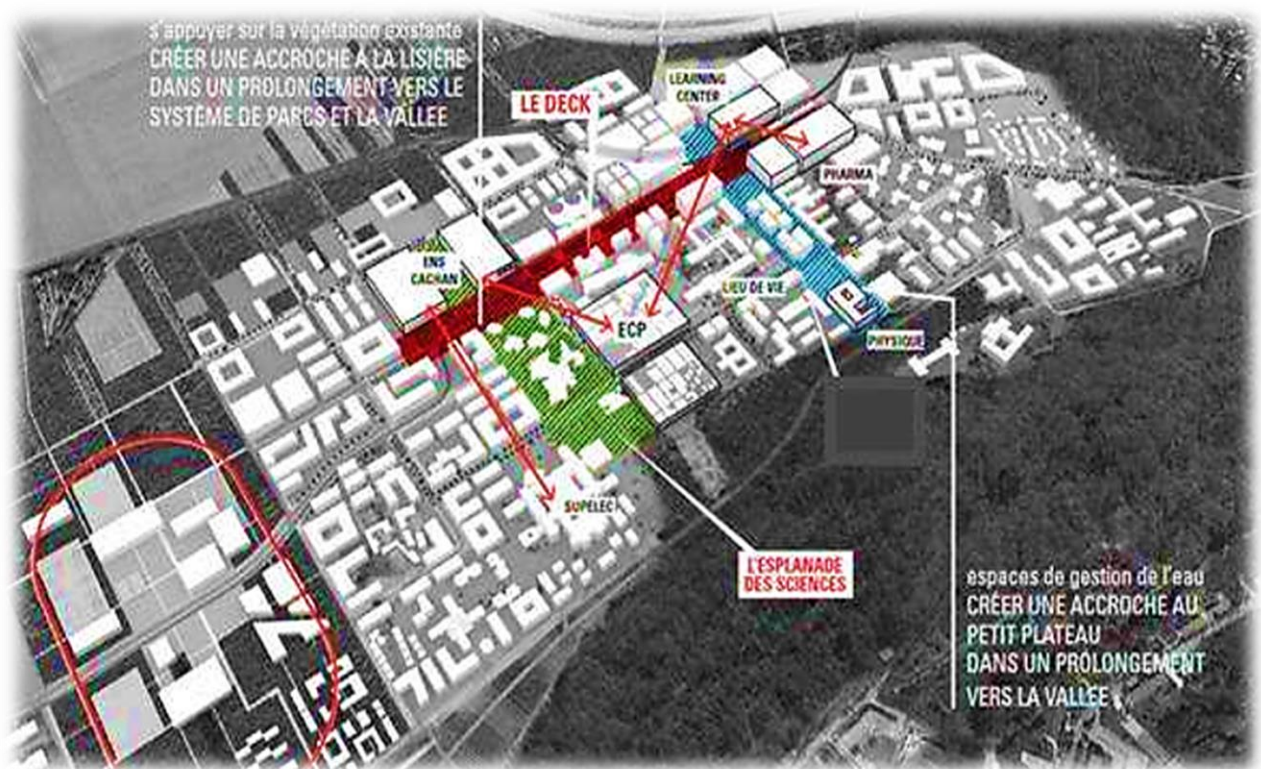 s'appuyer sur la végétation existante
CRÉER UNE ACCROCHE À LA LISIÈRE
DANS UN PROLONGEMENT VERS LE
SYSTÈME DE PARCS ET LA VALLEE
LE DECK
LEARNING
CENTER
PHARMA
ENS
CACHAN
ECP
LIEU DE VIE
PHYSIQUE
SUPELEC
L'ESPLANADE
DES SCIENCES
espaces de gestion de l'eau
CRÉER UNE ACCROCHE AU
PETIT PLATEAU
DANS UN PROLONGEMENT
VERS LA VALLEE